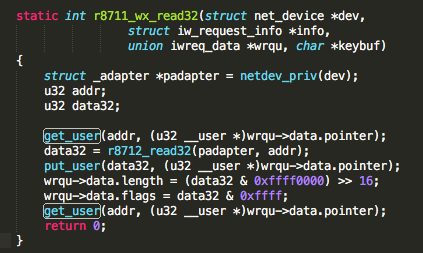 static int r8711_wx_read32(struct net_device *dev,
struct iw_request_info *info,
union iwreq_data *wrqu, char *keybuf)
{
struct _adapter *padapter = netdev_priv(dev);
u32 addr;
u32 data32;
get_user(addr, (u32 __user *)wrqu->data.pointer);
data32 = r8712_read32(padapter, addr);
put_user(data32, (u32 __user *)wrqu->data.pointer);
wrqu->data.length = (data32 & 0xffff0000) >> 16;
wrqu->data.flags = data32 & 0xffff;
get_user(addr, (u32 __user *)wrqu->data.pointer);
return 0;
}